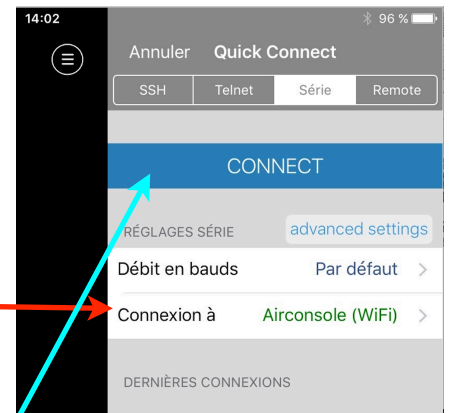 14:02 96 %
Annuler Quick Connect
SSH Telnet Série Remote
CONNECT
RÉGLAGES SÉRIE advanced settings
Débit en bauds Par défaut
Connexion à Airconsole (WiFi)
DERNIÈRES CONNEXIONS